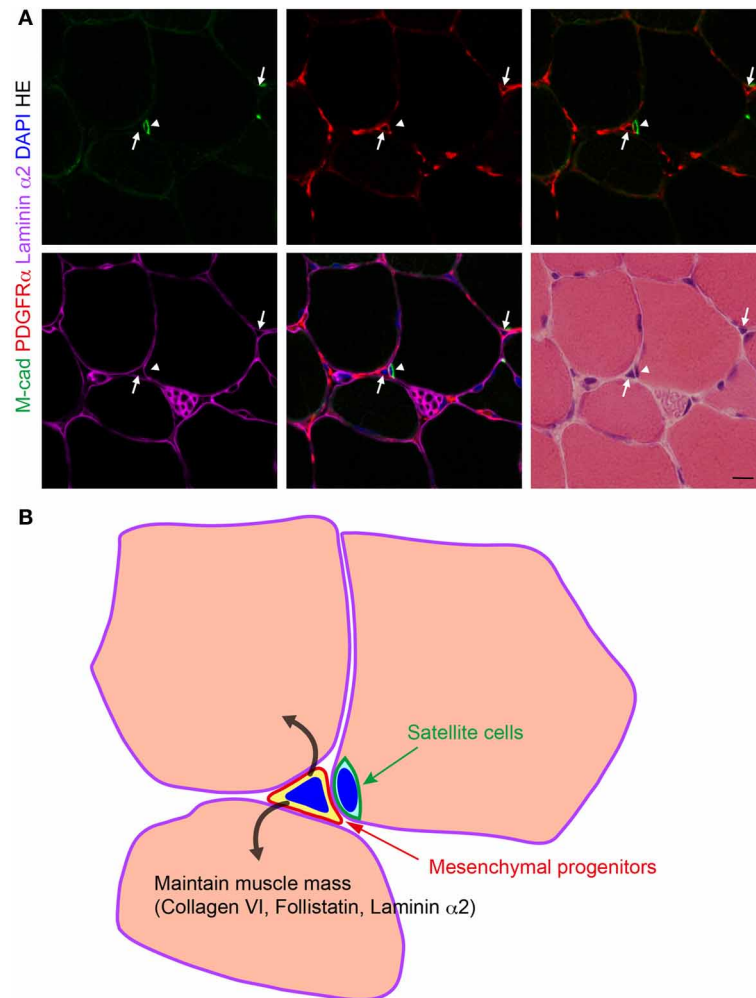 A
M-cad PDGFRα Laminin α2 DAPI HE
B
Satellite cells
Mesenchymal progenitors
Maintain muscle mass
(Collagen VI, Follistatin, Laminin α2)